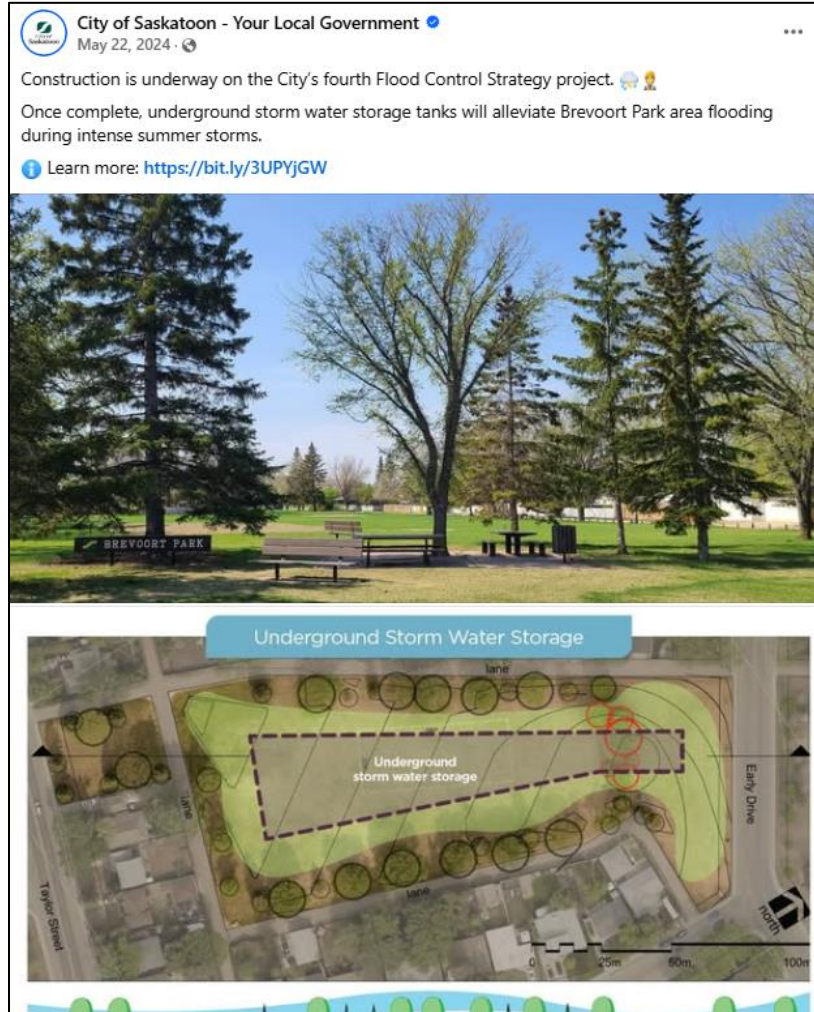 City of Saskatoon - Your Local Government
May 22, 2024 ·
Construction is underway on the City's fourth Flood Control Strategy project.
Once complete, underground storm water storage tanks will alleviate Brevoort Park area flooding
during intense summer storms.
Learn more: https://bit.ly/3UPYjGW
BREVOORT PARK
Underground Storm Water Storage
lane
Underground
storm water storage
lane
Early Drive
lane
Taylor Street
north
0 25m 50m 100m